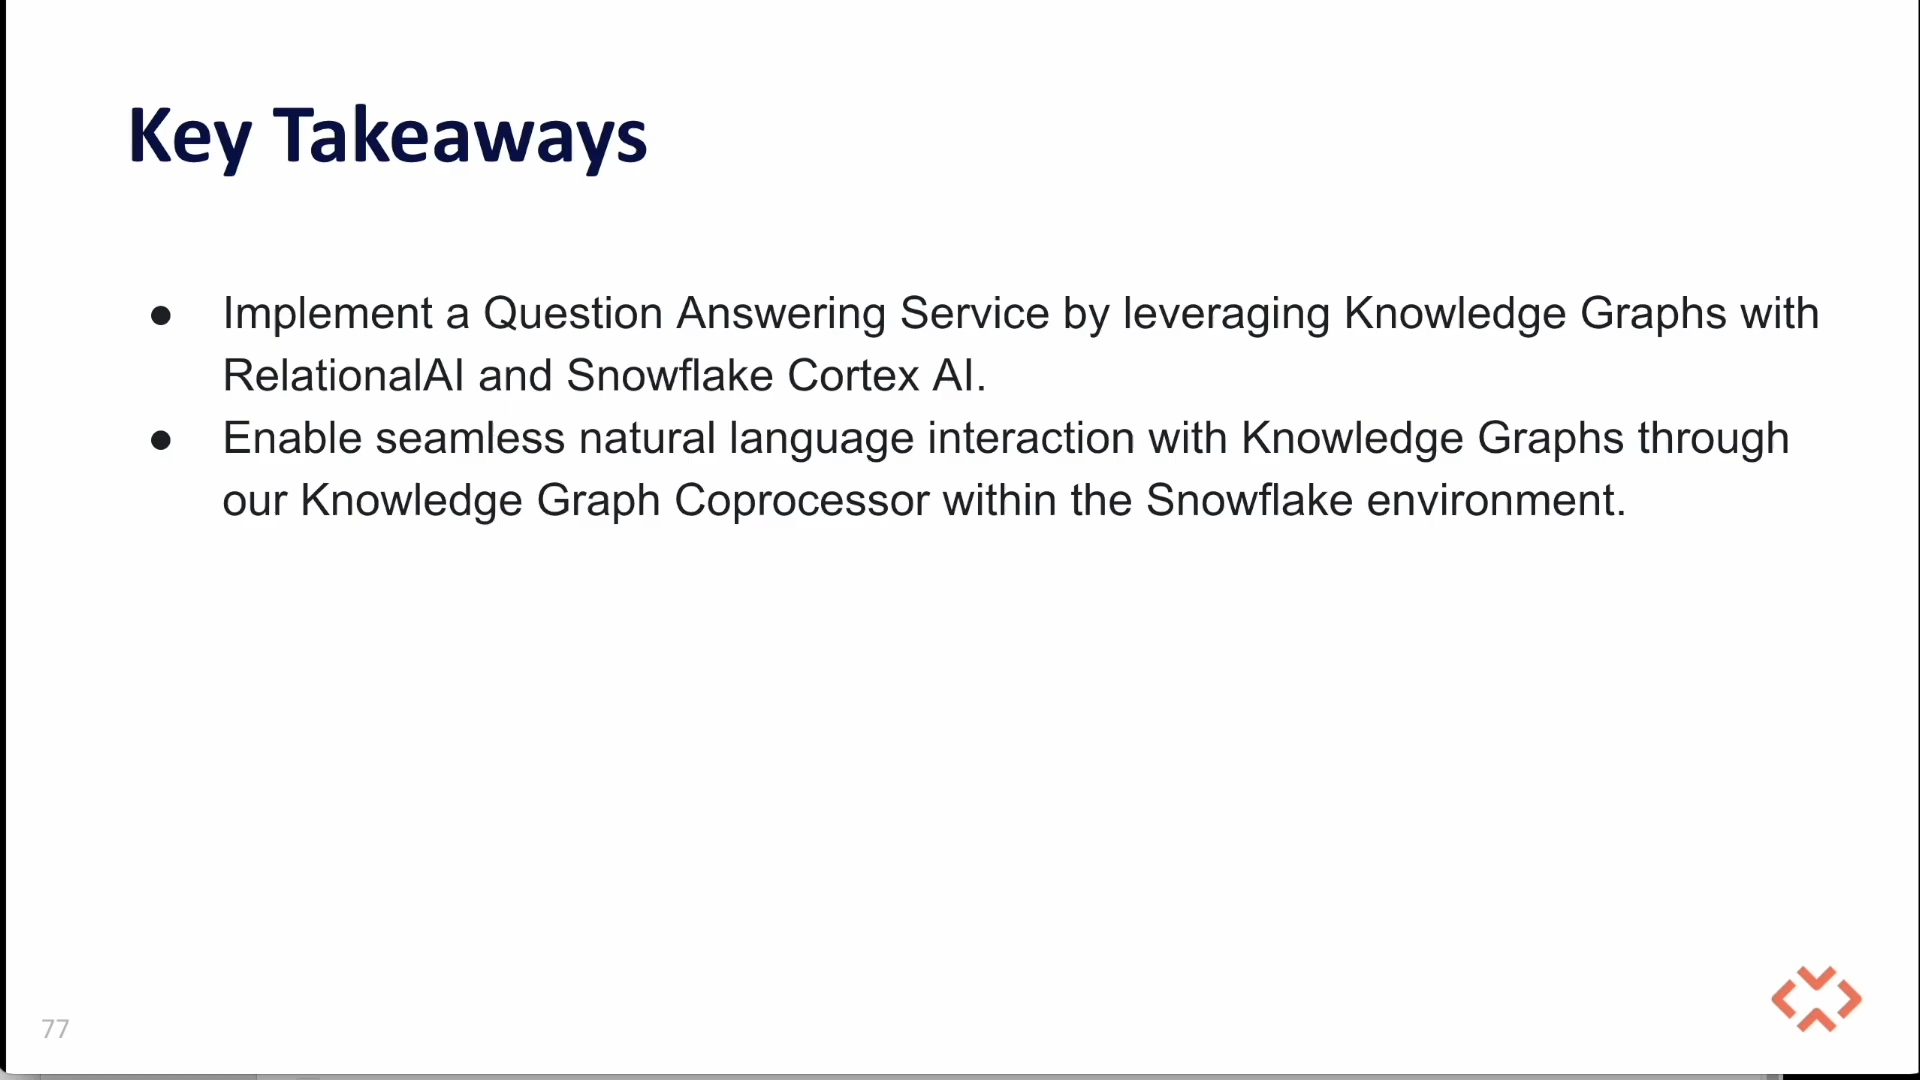 Key Takeaways
● Implement a Question Answering Service by leveraging Knowledge Graphs with
RelationalAI and Snowflake Cortex AI.
● Enable seamless natural language interaction with Knowledge Graphs through
our Knowledge Graph Coprocessor within the Snowflake environment.
77